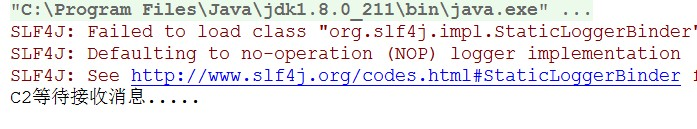 "C:\Program Files\Java\jdk1.8.0_211\bin\java.exe" ...
SLF4J: Failed to load class "org.slf4j.impl.StaticLoggerBinder"
SLF4J: Defaulting to no-operation (NOP) logger implementation
SLF4J: See http://www.slf4j.org/codes.html#StaticLoggerBinder f
C2等待接收消息.....